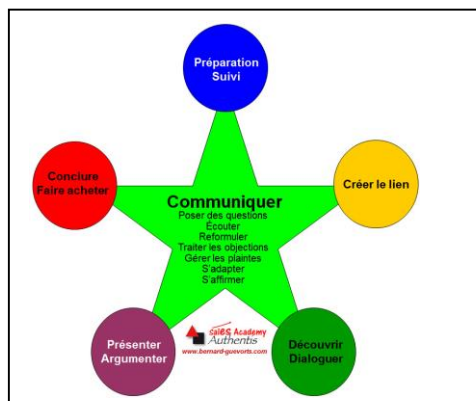 Préparation
Suivi
Conclure
Faire acheter
Créer le lien
Communiquer
Poser des questions
Écouter
Reformuler
Traiter les objections
Gérer les plaintes
S'adapter
S'affirmer
Présenter
Argumenter
Sales Academy
Authentis
www.bernard-guevorts.com
Découvrir
Dialoguer